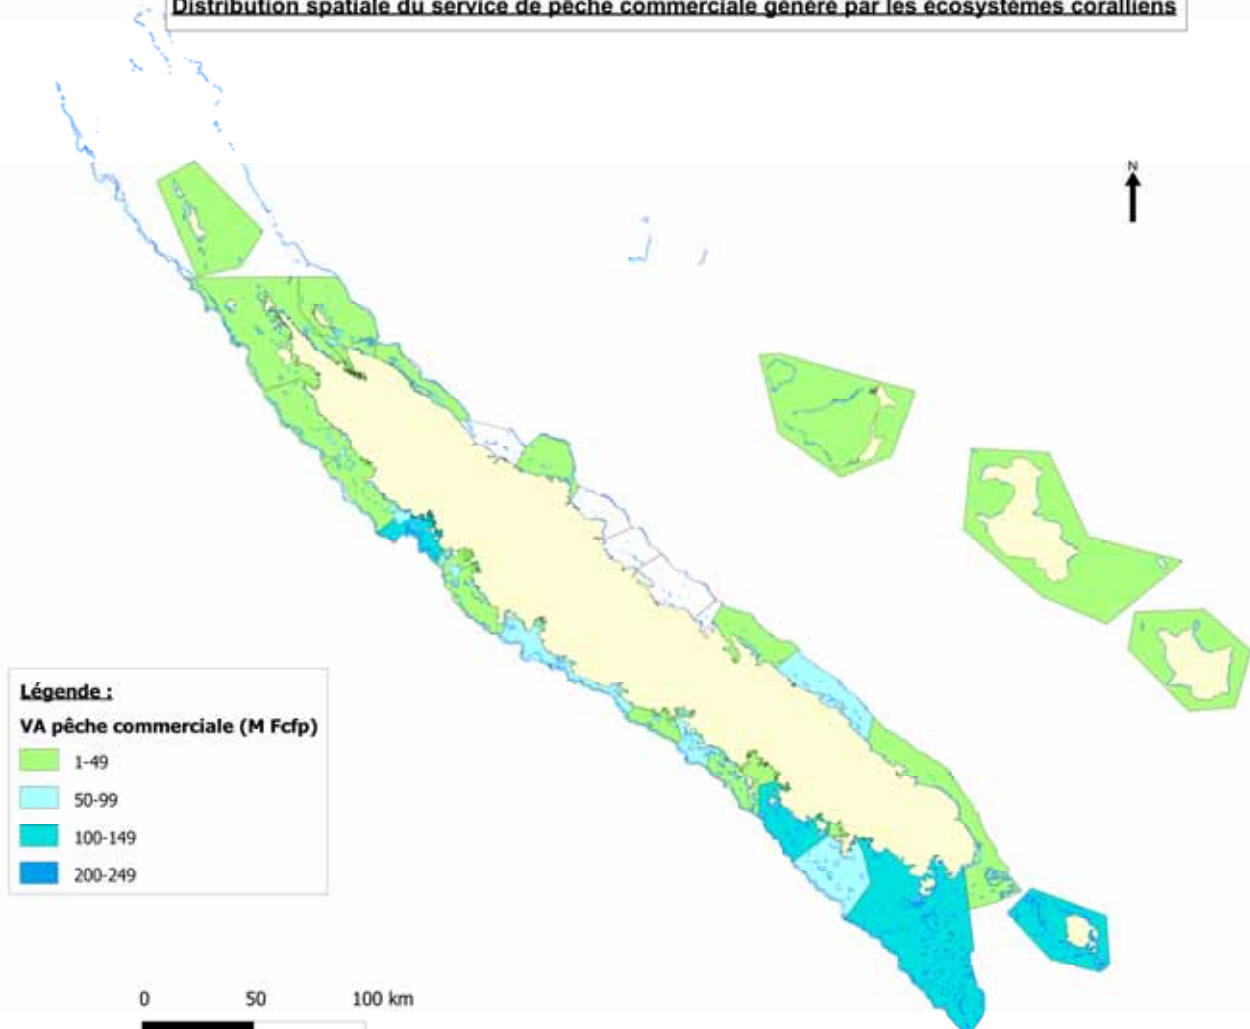 Distribution spatiale du service de pêche commerciale généré par les écosystèmes coralliens
N
Légende :
VA pêche commerciale (M Fcfp)
1-49
50-99
100-149
200-249
0 50 100 km